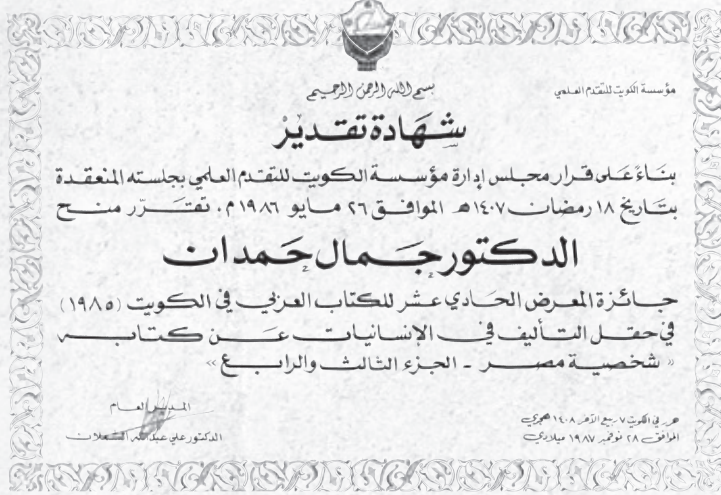 مؤسسة الكويت للتقدم العلمي
بسم الله الرحمن الرحيم
شهادة تقدير
بناءً على قرار مجلس إدارة مؤسسة الكويت للتقدم العلمي بجلسته المنعقدة
بتاريخ ١٨ رمضان ١٤٠٧هـ الموافق ٢٦ مايو ١٩٨٦م. تقرر منح
الدكتور جمال حمدان
جائزة المعرض الحادي عشر للكتاب العربي في الكويت (١٩٨٥)
في حقل التأليف في الإنسانيات عن كتابه
« شخصية مصر - الجزء الثالث والرابع »
حرر في الكويت ٧ ربيع الآخر ١٤٠٨ هجري
الموافق ٢٨ نوفمبر ١٩٨٧ ميلادي
المدير العام
الدكتور علي عبدالله الشملان